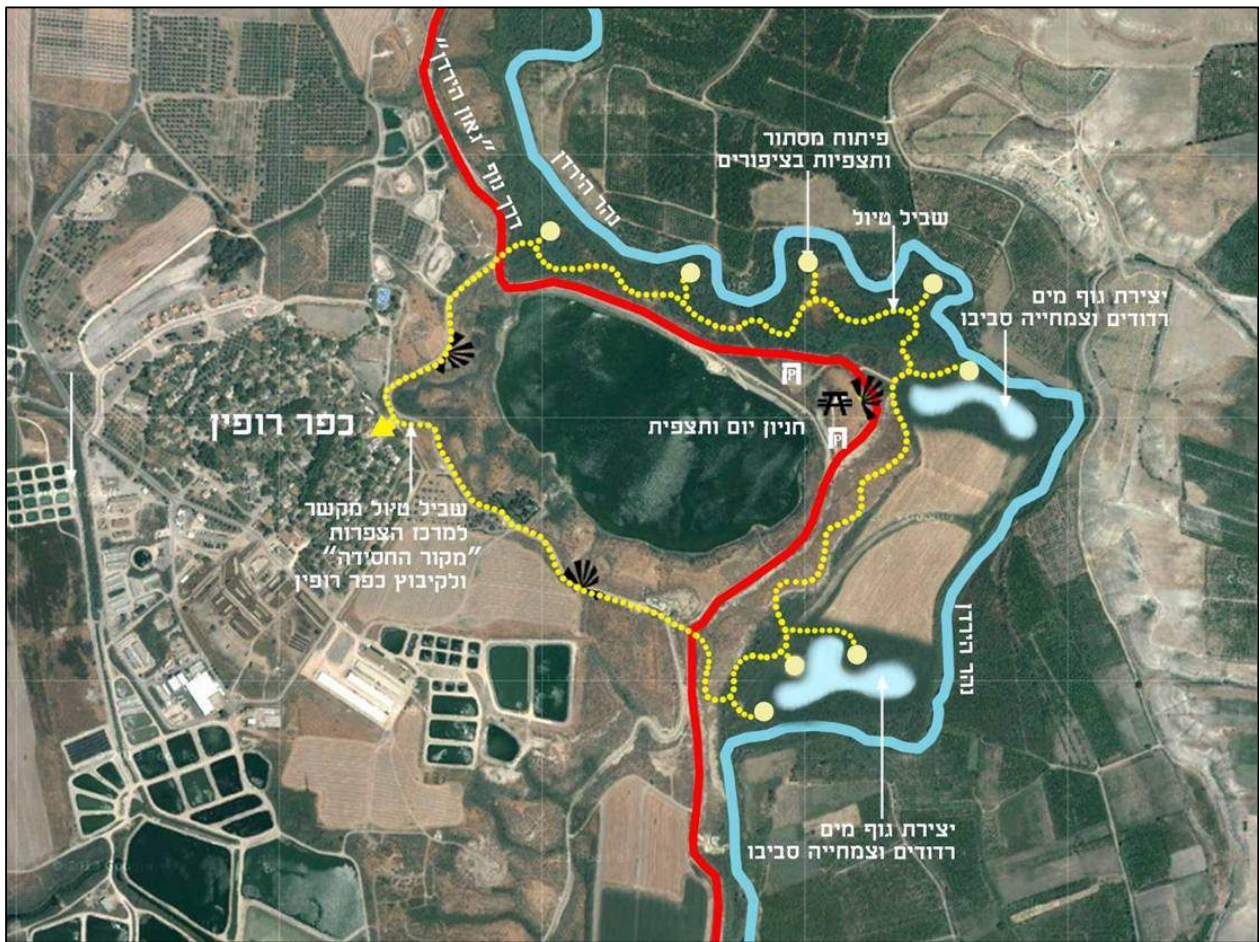 דרך נוף "גאון הירדן"
נהר הירדן
פיתוח מסתור
ותצפיות בציפורים
שביל טיול
יצירת גוף מים
רדודים וצמחייה סביבו
P
חניון יום ותצפית
P
כפר רופין
שביל טיול מקשר
למרכז הצפרות
"מקור החסידה"
ולקיבוץ כפר רופין
נהר הירדן
יצירת גוף מים
רדודים וצמחייה סביבו